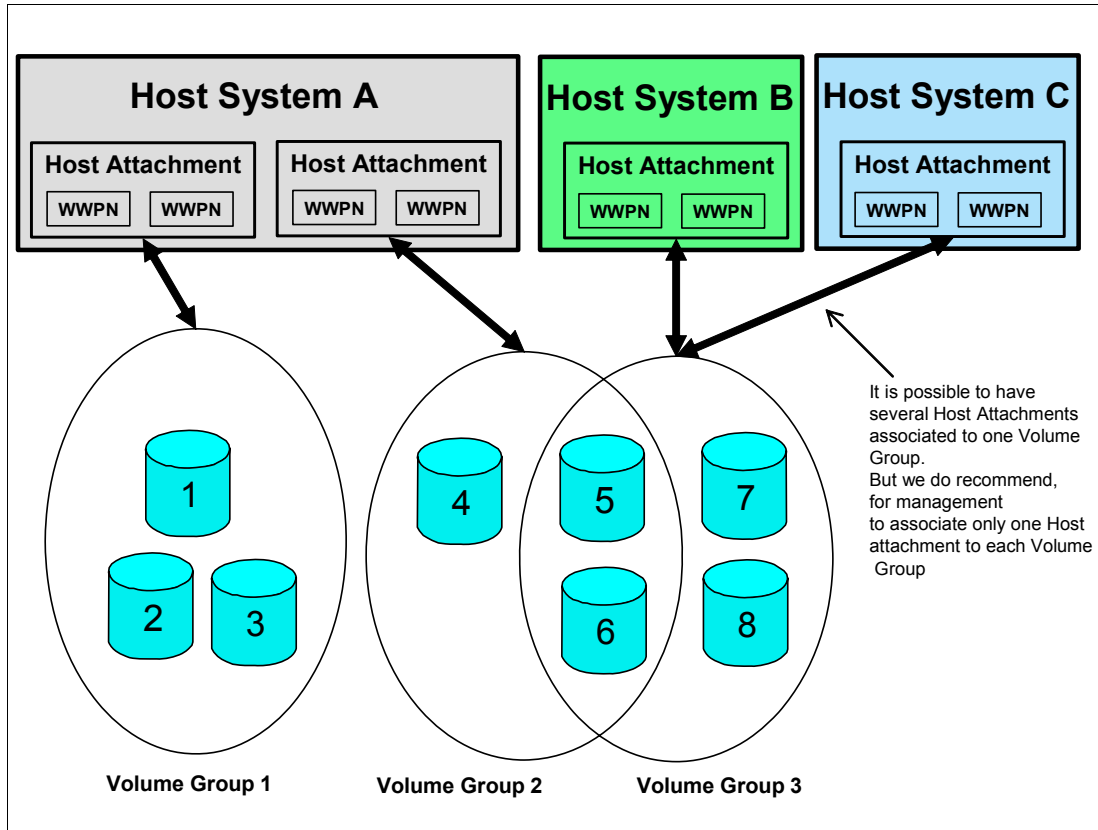 Host System A
Host Attachment
WWPN WWPN
Host Attachment
WWPN WWPN
Host System B
Host Attachment
WWPN WWPN
Host System C
Host Attachment
WWPN WWPN
It is possible to have
several Host Attachments
associated to one Volume
Group.
But we do recommend,
for management
to associate only one Host
attachment to each Volume
Group
1
2
3
4
5
6
7
8
Volume Group 1
Volume Group 2
Volume Group 3